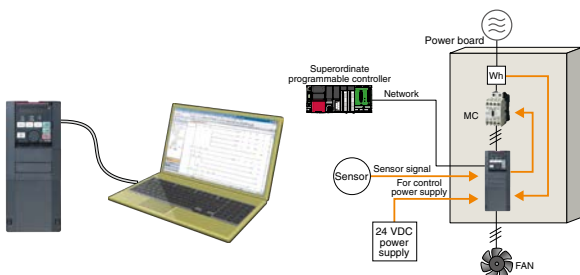 Power board
Superordinate
programmable controller
Wh
Network
MC
Sensor
Sensor signal
For control
power supply
24 VDC
power
supply
FAN